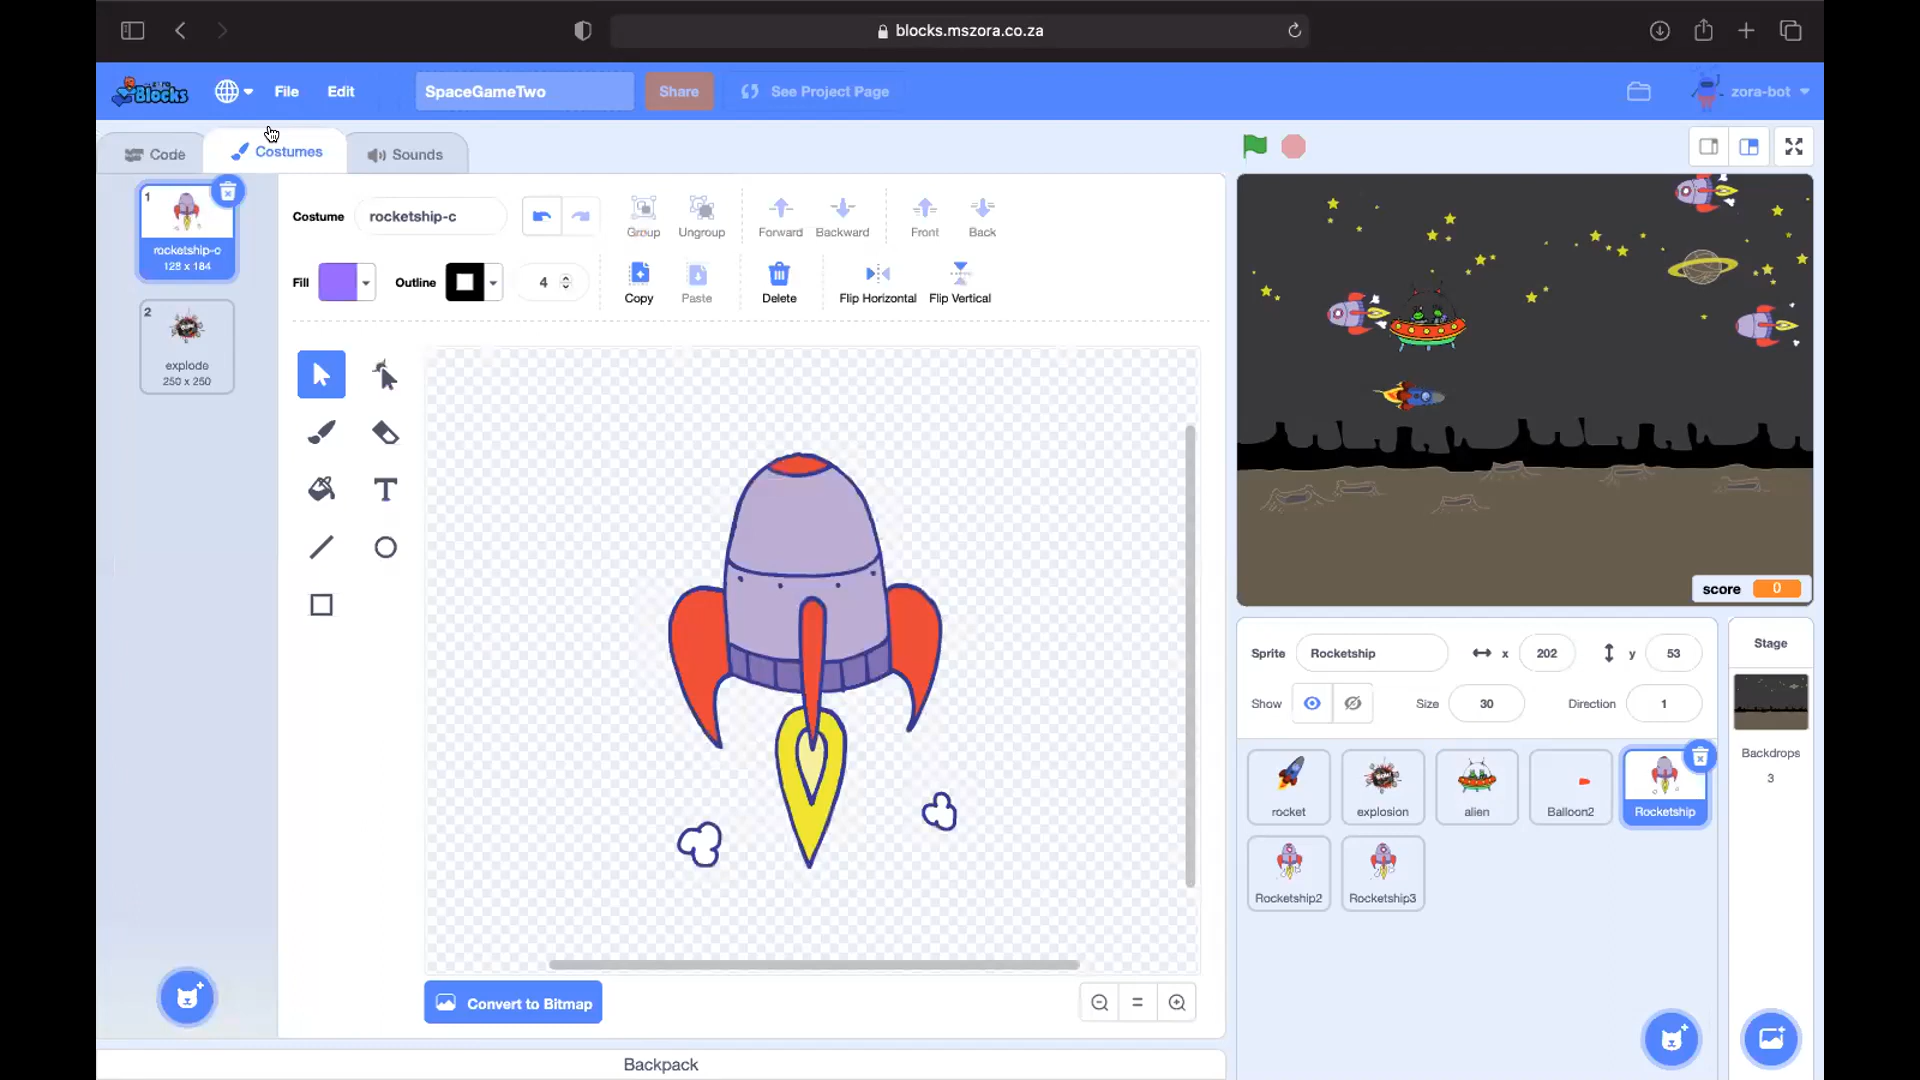 blocks.mszora.co.za
Blocks
File
Edit
SpaceGameTwo
Share
See Project Page
zora-bot
Code
Costumes
Sounds
1
rocketship-c
128 x 184
2
explode
250 x 250
Costume
rocketship-c
Group
Ungroup
Forward
Backward
Front
Back
Fill
Outline
4
Copy
Paste
Delete
Flip Horizontal
Flip Vertical
T
Convert to Bitmap
Backpack
score 0
Sprite
Rocketship
x
202
y
53
Show
Size
30
Direction
1
rocket
explosion
alien
Balloon2
Rocketship
Rocketship2
Rocketship3
Stage
Backdrops
3